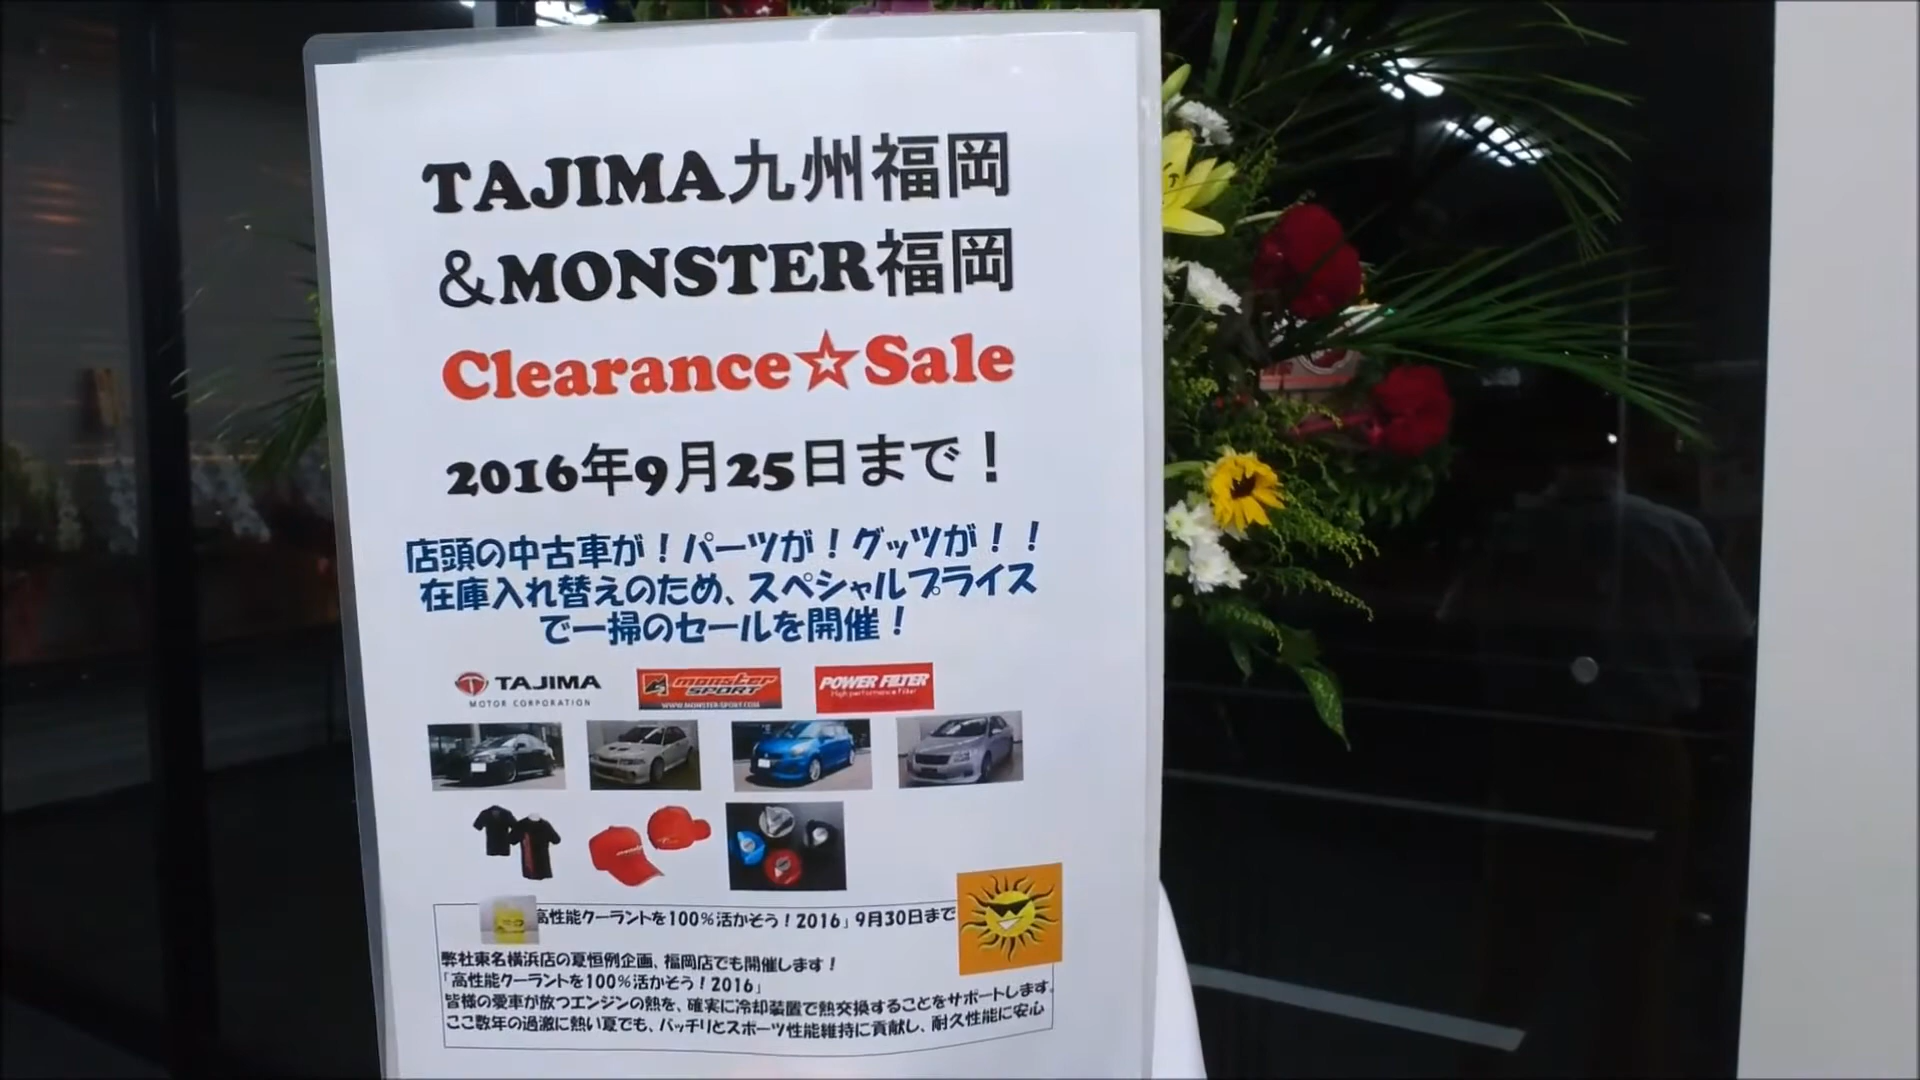 TAJIMA九州福岡
&MONSTER福岡
Clearance☆Sale
2016年9月25日まで！
店頭の中古車が！パーツが！グッツが！！
在庫入れ替えのため、スペシャルプライス
で一掃のセールを開催！
TAJIMA
MOTOR CORPORATION
monster
SPORT
WWW.MONSTER-SPORT.COM
POWER FILTER
High performance Filter
高性能クーラントを100％活かそう！2016」9月30日まで
弊社東名横浜店の夏恒例企画、福岡店でも開催します！
「高性能クーラントを100％活かそう！2016」
皆様の愛車が放つエンジンの熱を、確実に冷却装置で熱交換することをサポートします。
ここ数年の過激に熱い夏でも、バッチリとスポーツ性能維持に貢献し、耐久性能に安心